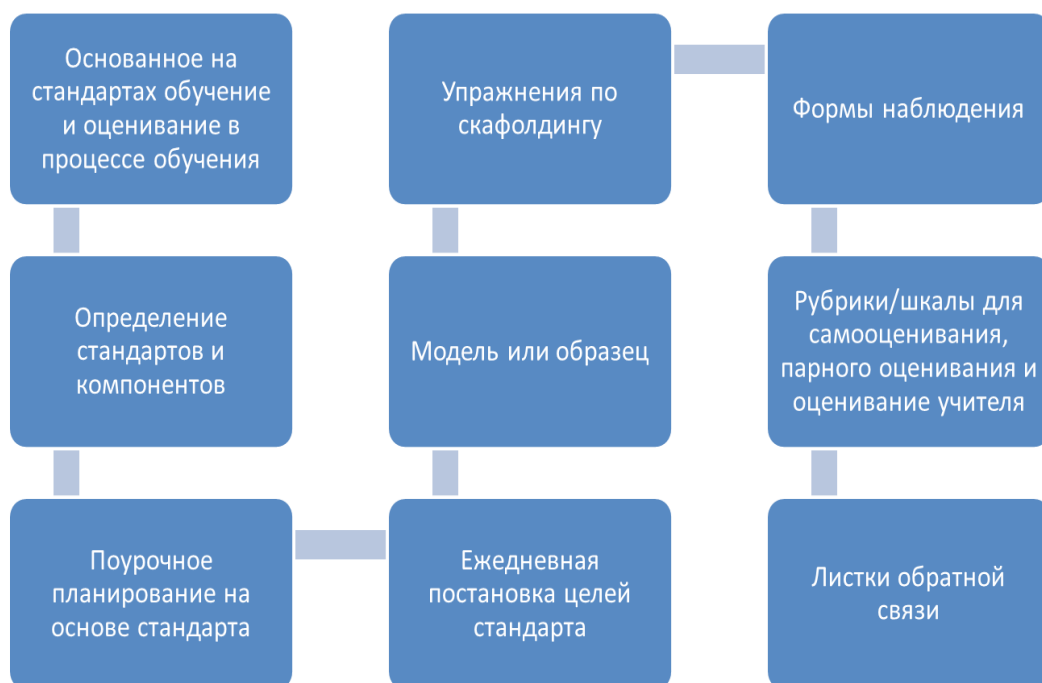 Основанное на
стандартах обучение
и оценивание в
процессе обучения
Определение
стандартов и
компонентов
Поурочное
планирование на
основе стандарта
Ежедневная
постановка целей
стандарта
Модель или образец
Упражнения по
скафолдингу
Формы наблюдения
Рубрики/шкалы для
самооценивания,
парного оценивания и
оценивание учителя
Листки обратной
связи